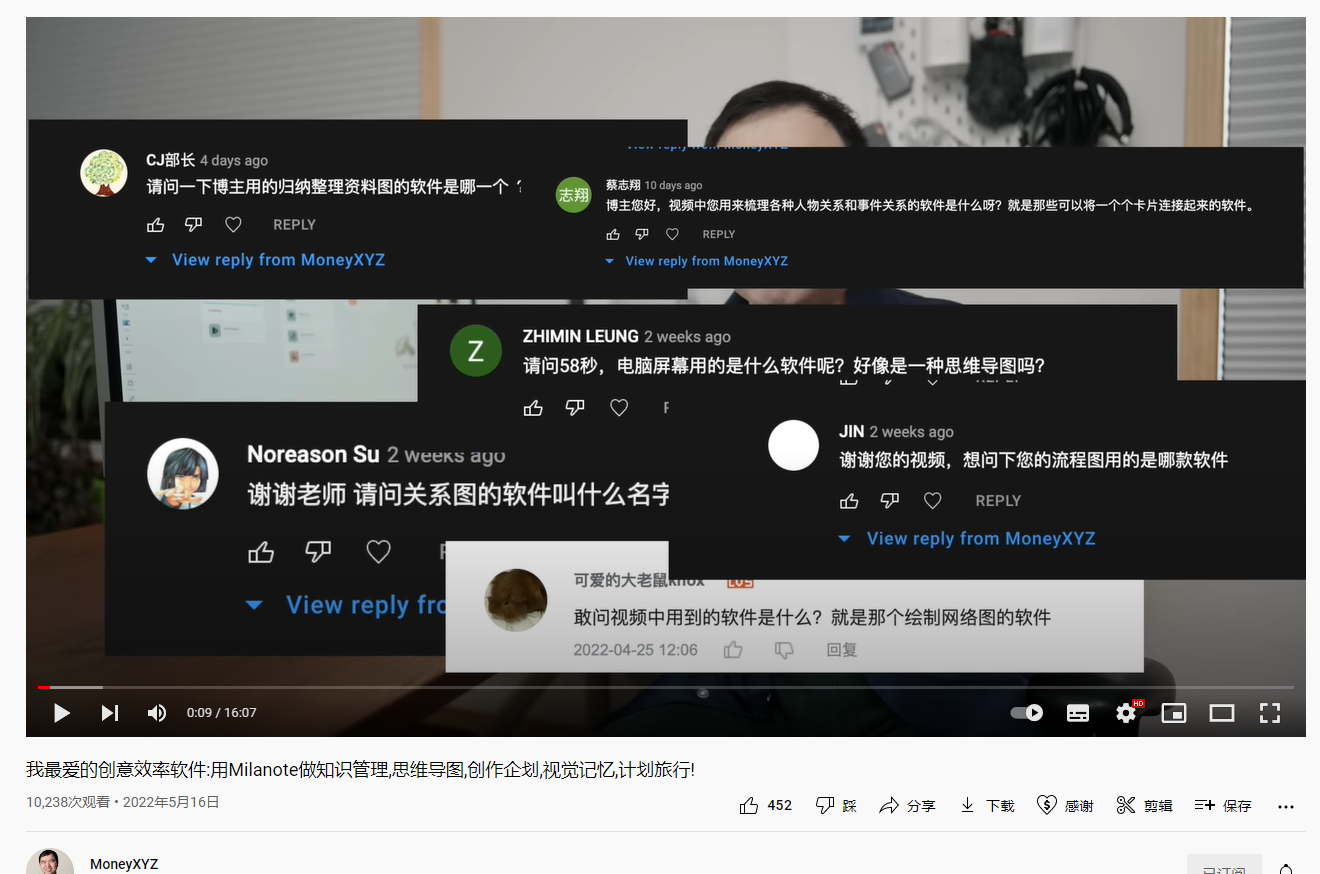 CJ部长 4 days ago
请问一下博主用的归纳整理资料图的软件是哪一个
REPLY
View reply from MoneyXYZ
View reply from MoneyXYZ
志翔
蔡志翔 10 days ago
博主您好，视频中您用来梳理各种人物关系和事件关系的软件是什么呀？就是那些可以将一个个卡片连接起来的软件。
REPLY
View reply from MoneyXYZ
Z
ZHIMIN LEUNG 2 weeks ago
请问58秒，电脑屏幕用的是什么软件呢？好像是一种思维导图吗？
REPLY
Noreason Su 2 weeks ago
谢谢老师 请问关系图的软件叫什么名字
View reply fro
JIN 2 weeks ago
谢谢您的视频，想问下您的流程图用的是哪款软件
REPLY
View reply from MoneyXYZ
可爱的大老鼠knox
敢问视频中用到的软件是什么？就是那个绘制网络图的软件
2022-04-25 12:06 回复
0:09 / 16:07
HD
我最爱的创意效率软件:用Milanote做知识管理,思维导图,创作企划,视觉记忆,计划旅行!
10,238次观看 • 2022年5月16日
452 踩 分享 下载 感谢 剪辑 保存
MoneyXYZ
已订阅